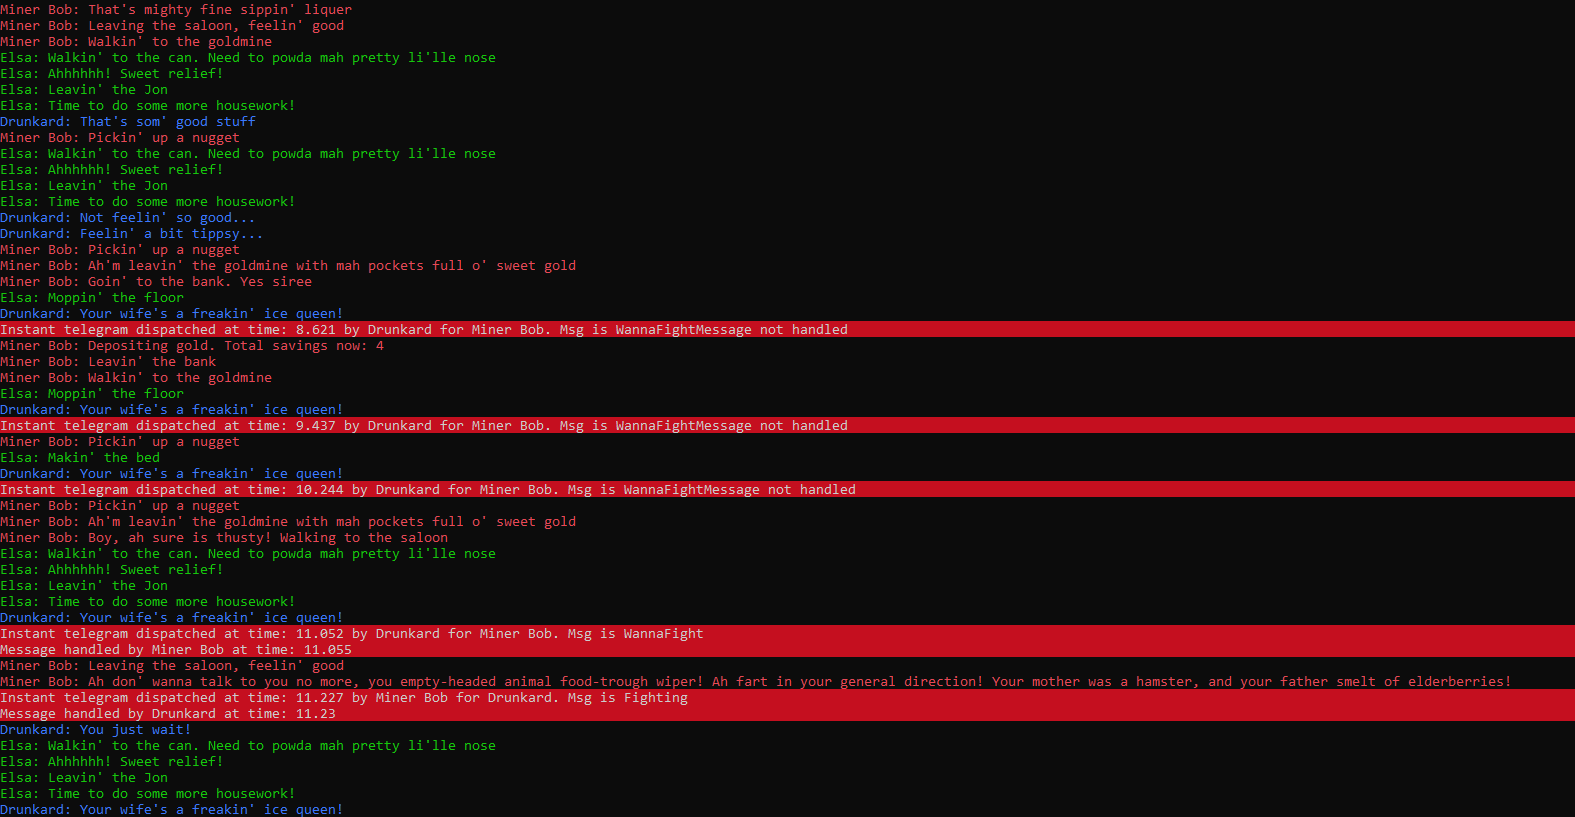 Miner Bob: That's mighty fine sippin' liquer
Miner Bob: Leaving the saloon, feelin' good
Miner Bob: Walkin' to the goldmine
Elsa: Walkin' to the can. Need to powda mah pretty li'lle nose
Elsa: Ahhhhhh! Sweet relief!
Elsa: Leavin' the Jon
Elsa: Time to do some more housework!
Drunkard: That's som' good stuff
Miner Bob: Pickin' up a nugget
Elsa: Walkin' to the can. Need to powda mah pretty li'lle nose
Elsa: Ahhhhhh! Sweet relief!
Elsa: Leavin' the Jon
Elsa: Time to do some more housework!
Drunkard: Not feelin' so good...
Drunkard: Feelin' a bit tippsy...
Miner Bob: Pickin' up a nugget
Miner Bob: Ah'm leavin' the goldmine with mah pockets full o' sweet gold
Miner Bob: Goin' to the bank. Yes siree
Elsa: Moppin' the floor
Drunkard: Your wife's a freakin' ice queen!
Instant telegram dispatched at time: 8.621 by Drunkard for Miner Bob. Msg is WannaFightMessage not handled
Miner Bob: Depositing gold. Total savings now: 4
Miner Bob: Leavin' the bank
Miner Bob: Walkin' to the goldmine
Elsa: Moppin' the floor
Drunkard: Your wife's a freakin' ice queen!
Instant telegram dispatched at time: 9.437 by Drunkard for Miner Bob. Msg is WannaFightMessage not handled
Miner Bob: Pickin' up a nugget
Elsa: Makin' the bed
Drunkard: Your wife's a freakin' ice queen!
Instant telegram dispatched at time: 10.244 by Drunkard for Miner Bob. Msg is WannaFightMessage not handled
Miner Bob: Pickin' up a nugget
Miner Bob: Ah'm leavin' the goldmine with mah pockets full o' sweet gold
Miner Bob: Boy, ah sure is thusty! Walking to the saloon
Elsa: Walkin' to the can. Need to powda mah pretty li'lle nose
Elsa: Ahhhhhh! Sweet relief!
Elsa: Leavin' the Jon
Elsa: Time to do some more housework!
Drunkard: Your wife's a freakin' ice queen!
Instant telegram dispatched at time: 11.052 by Drunkard for Miner Bob. Msg is WannaFight
Message handled by Miner Bob at time: 11.055
Miner Bob: Leaving the saloon, feelin' good
Miner Bob: Ah don' wanna talk to you no more, you empty-headed animal food-trough wiper! Ah fart in your general direction! Your mother was a hamster, and your father smelt of elderberries!
Instant telegram dispatched at time: 11.227 by Miner Bob for Drunkard. Msg is Fighting
Message handled by Drunkard at time: 11.23
Drunkard: You just wait!
Elsa: Walkin' to the can. Need to powda mah pretty li'lle nose
Elsa: Ahhhhhh! Sweet relief!
Elsa: Leavin' the Jon
Elsa: Time to do some more housework!
Drunkard: Your wife's a freakin' ice queen!